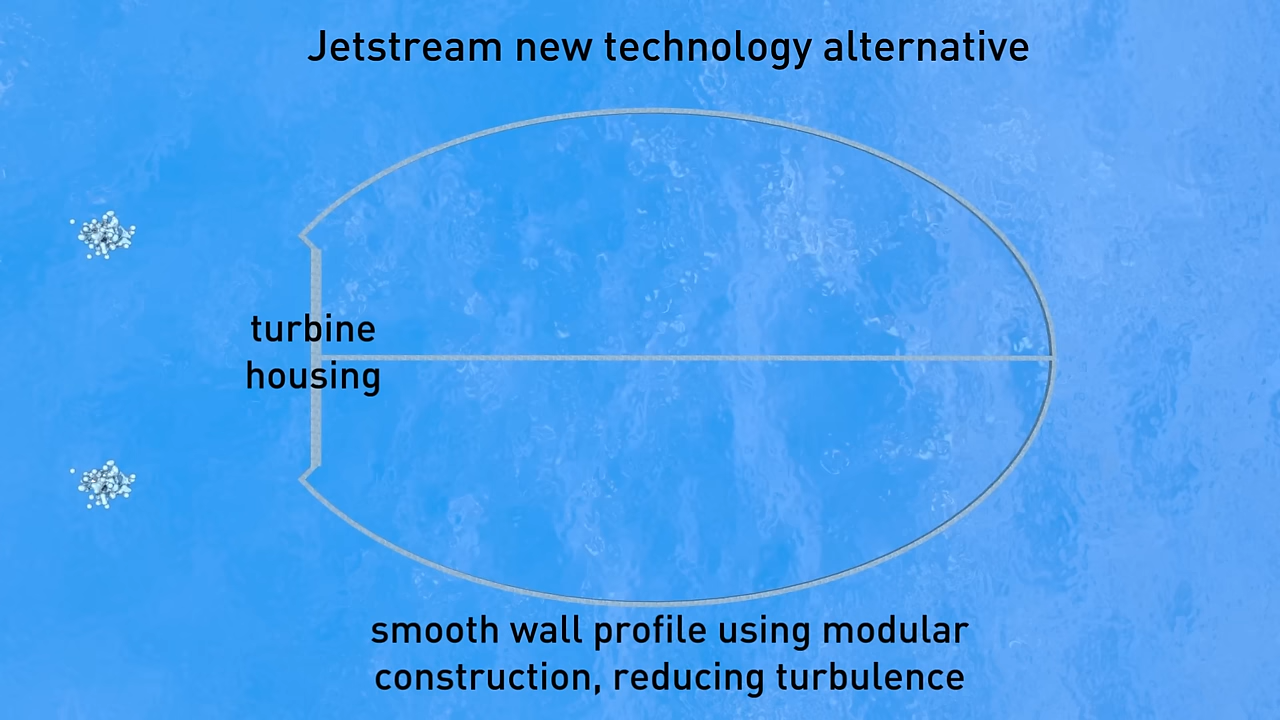 Jetstream new technology alternative
turbine
housing
smooth wall profile using modular
construction, reducing turbulence